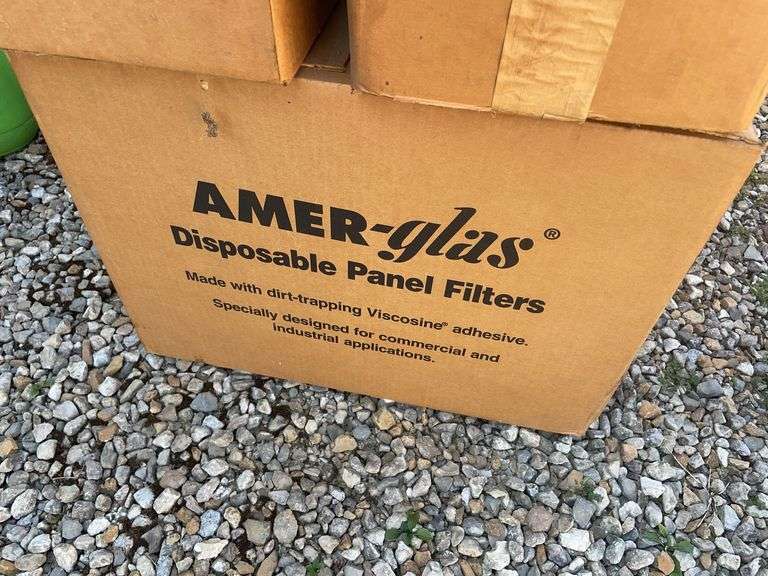 AMER-glas®
Disposable Panel Filters
Made with dirt-trapping Viscosine® adhesive.
Specially designed for commercial and
industrial applications.